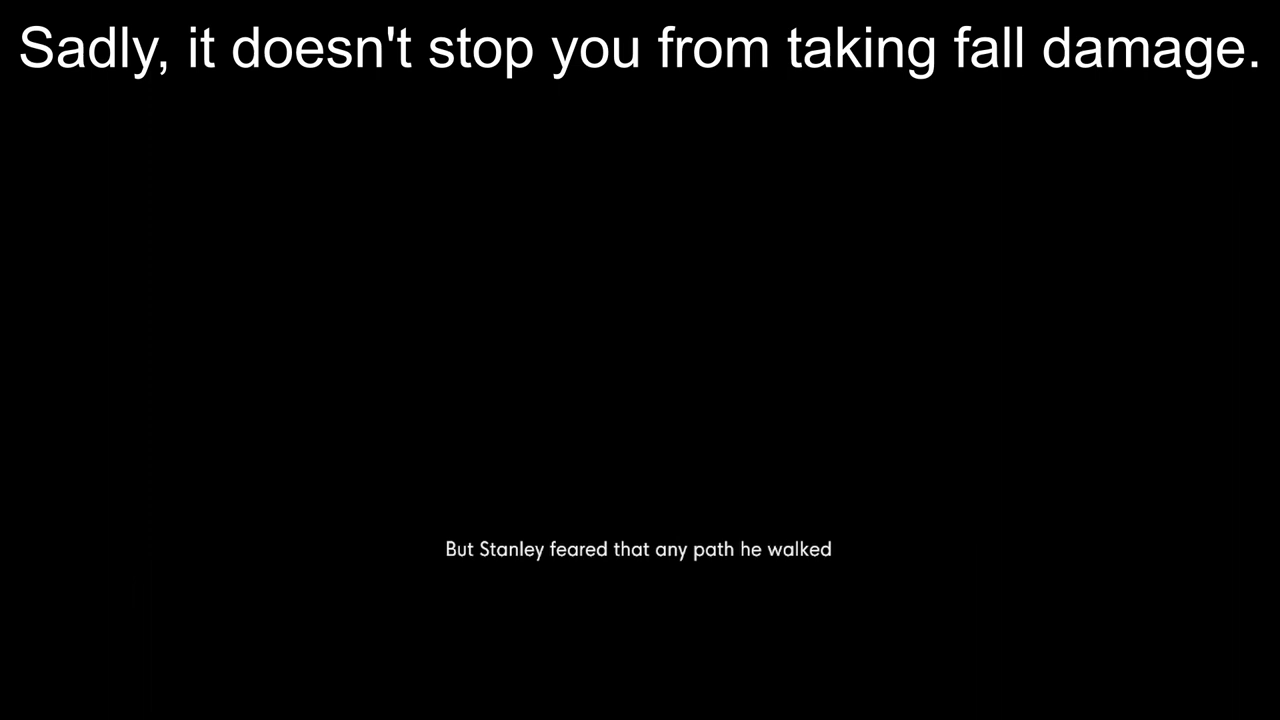 Sadly, it doesn't stop you from taking fall damage.
But Stanley feared that any path he walked